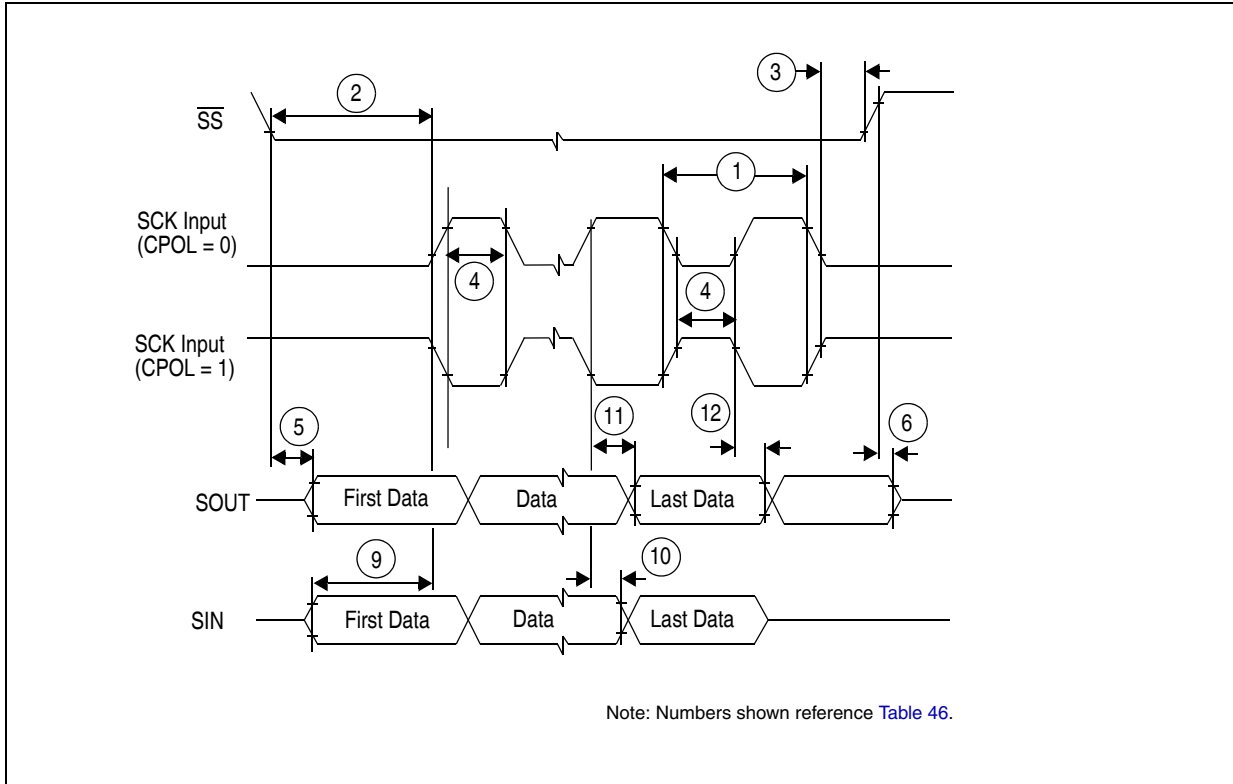 3
2
SS
1
SCK Input
(CPOL = 0)
4
4
SCK Input
(CPOL = 1)
5
11
12
6
SOUT
First Data
Data
Last Data
9
10
SIN
First Data
Data
Last Data
Note: Numbers shown reference Table 46.